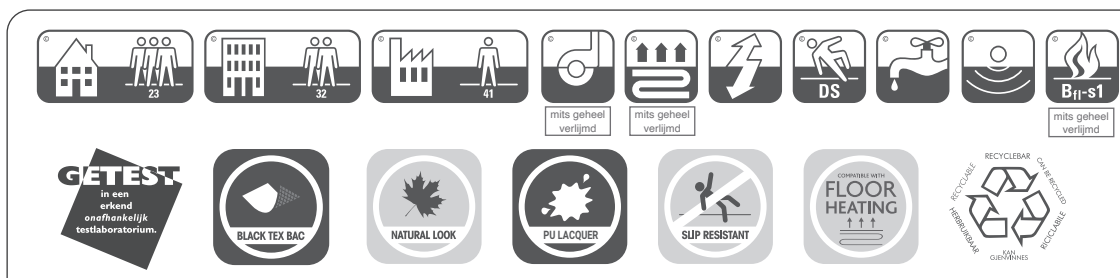 ©
23
©
32
©
41
©
mits geheel
verlijmd
©
mits geheel
verlijmd
©
©
DS
©
©
©
Bfl-s1
mits geheel
verlijmd
GETEST
in een
erkend
onafhankelijk
testlaboratorium.
BLACK TEX BAC
NATURAL LOOK
PU LACQUER
SLIP RESISTANT
COMPATIBLE WITH
FLOOR
HEATING
RECYCLEBAR
CAN BE RECYCLED
RICICLABILE
KAN
GJENVINNES
HERBRUIKBAAR
RECYCLABLE